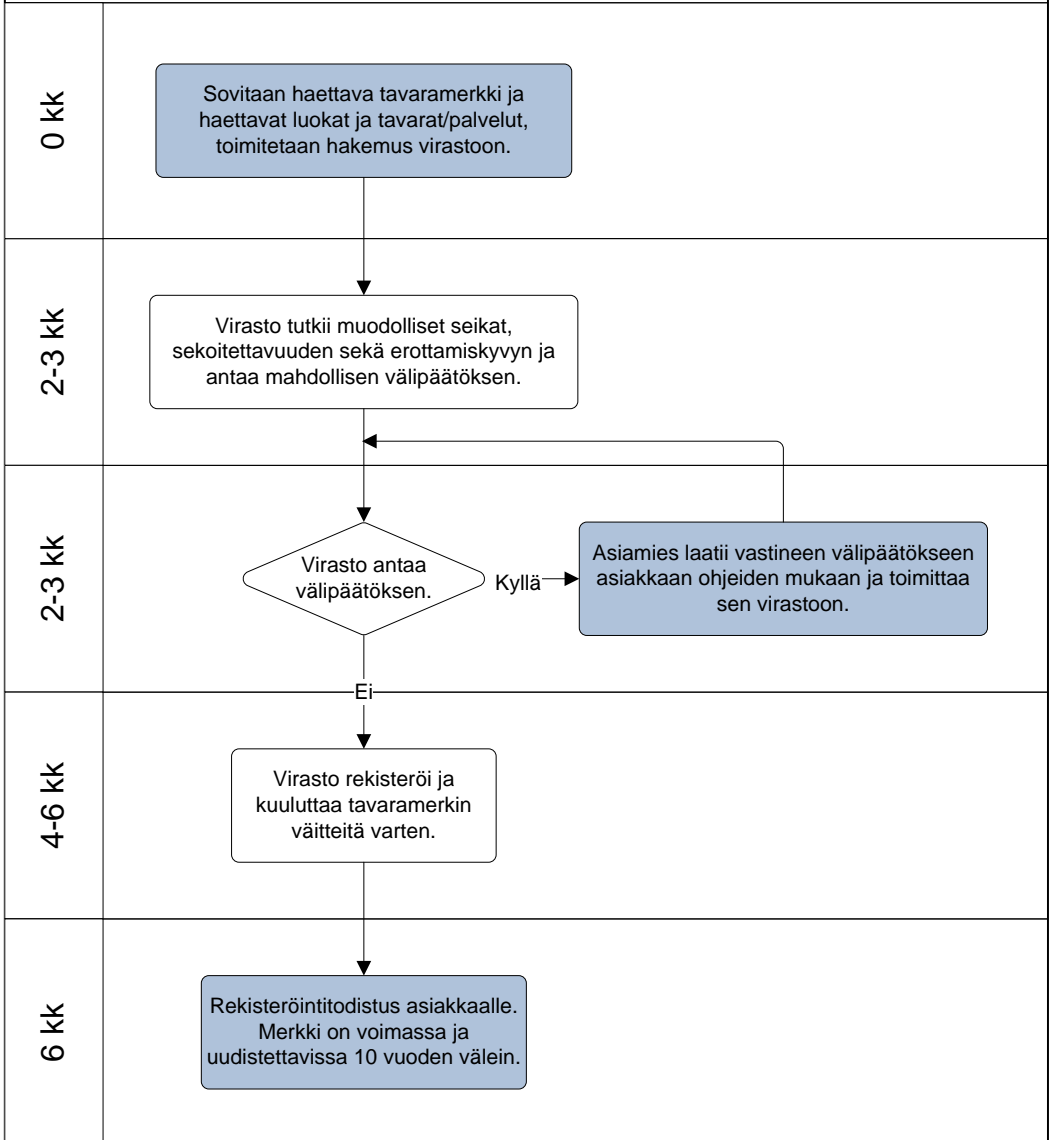 0 kk
Sovitaan haettava tavaramerkki ja
haettavat luokat ja tavarat/palvelut,
toimitetaan hakemus virastoon.
2-3 kk
Virasto tutkii muodolliset seikat,
sekoitettavuuden sekä erottamiskyvyn ja
antaa mahdollisen välipäätöksen.
2-3 kk
Virasto antaa
välipäätöksen.
Kyllä
Asiamies laatii vastineen välipäätökseen
asiakkaan ohjeiden mukaan ja toimittaa
sen virastoon.
Ei
4-6 kk
Virasto rekisteröi ja
kuuluttaa tavaramerkin
väitteitä varten.
6 kk
Rekisteröintitodistus asiakkaalle.
Merkki on voimassa ja
uudistettavissa 10 vuoden välein.